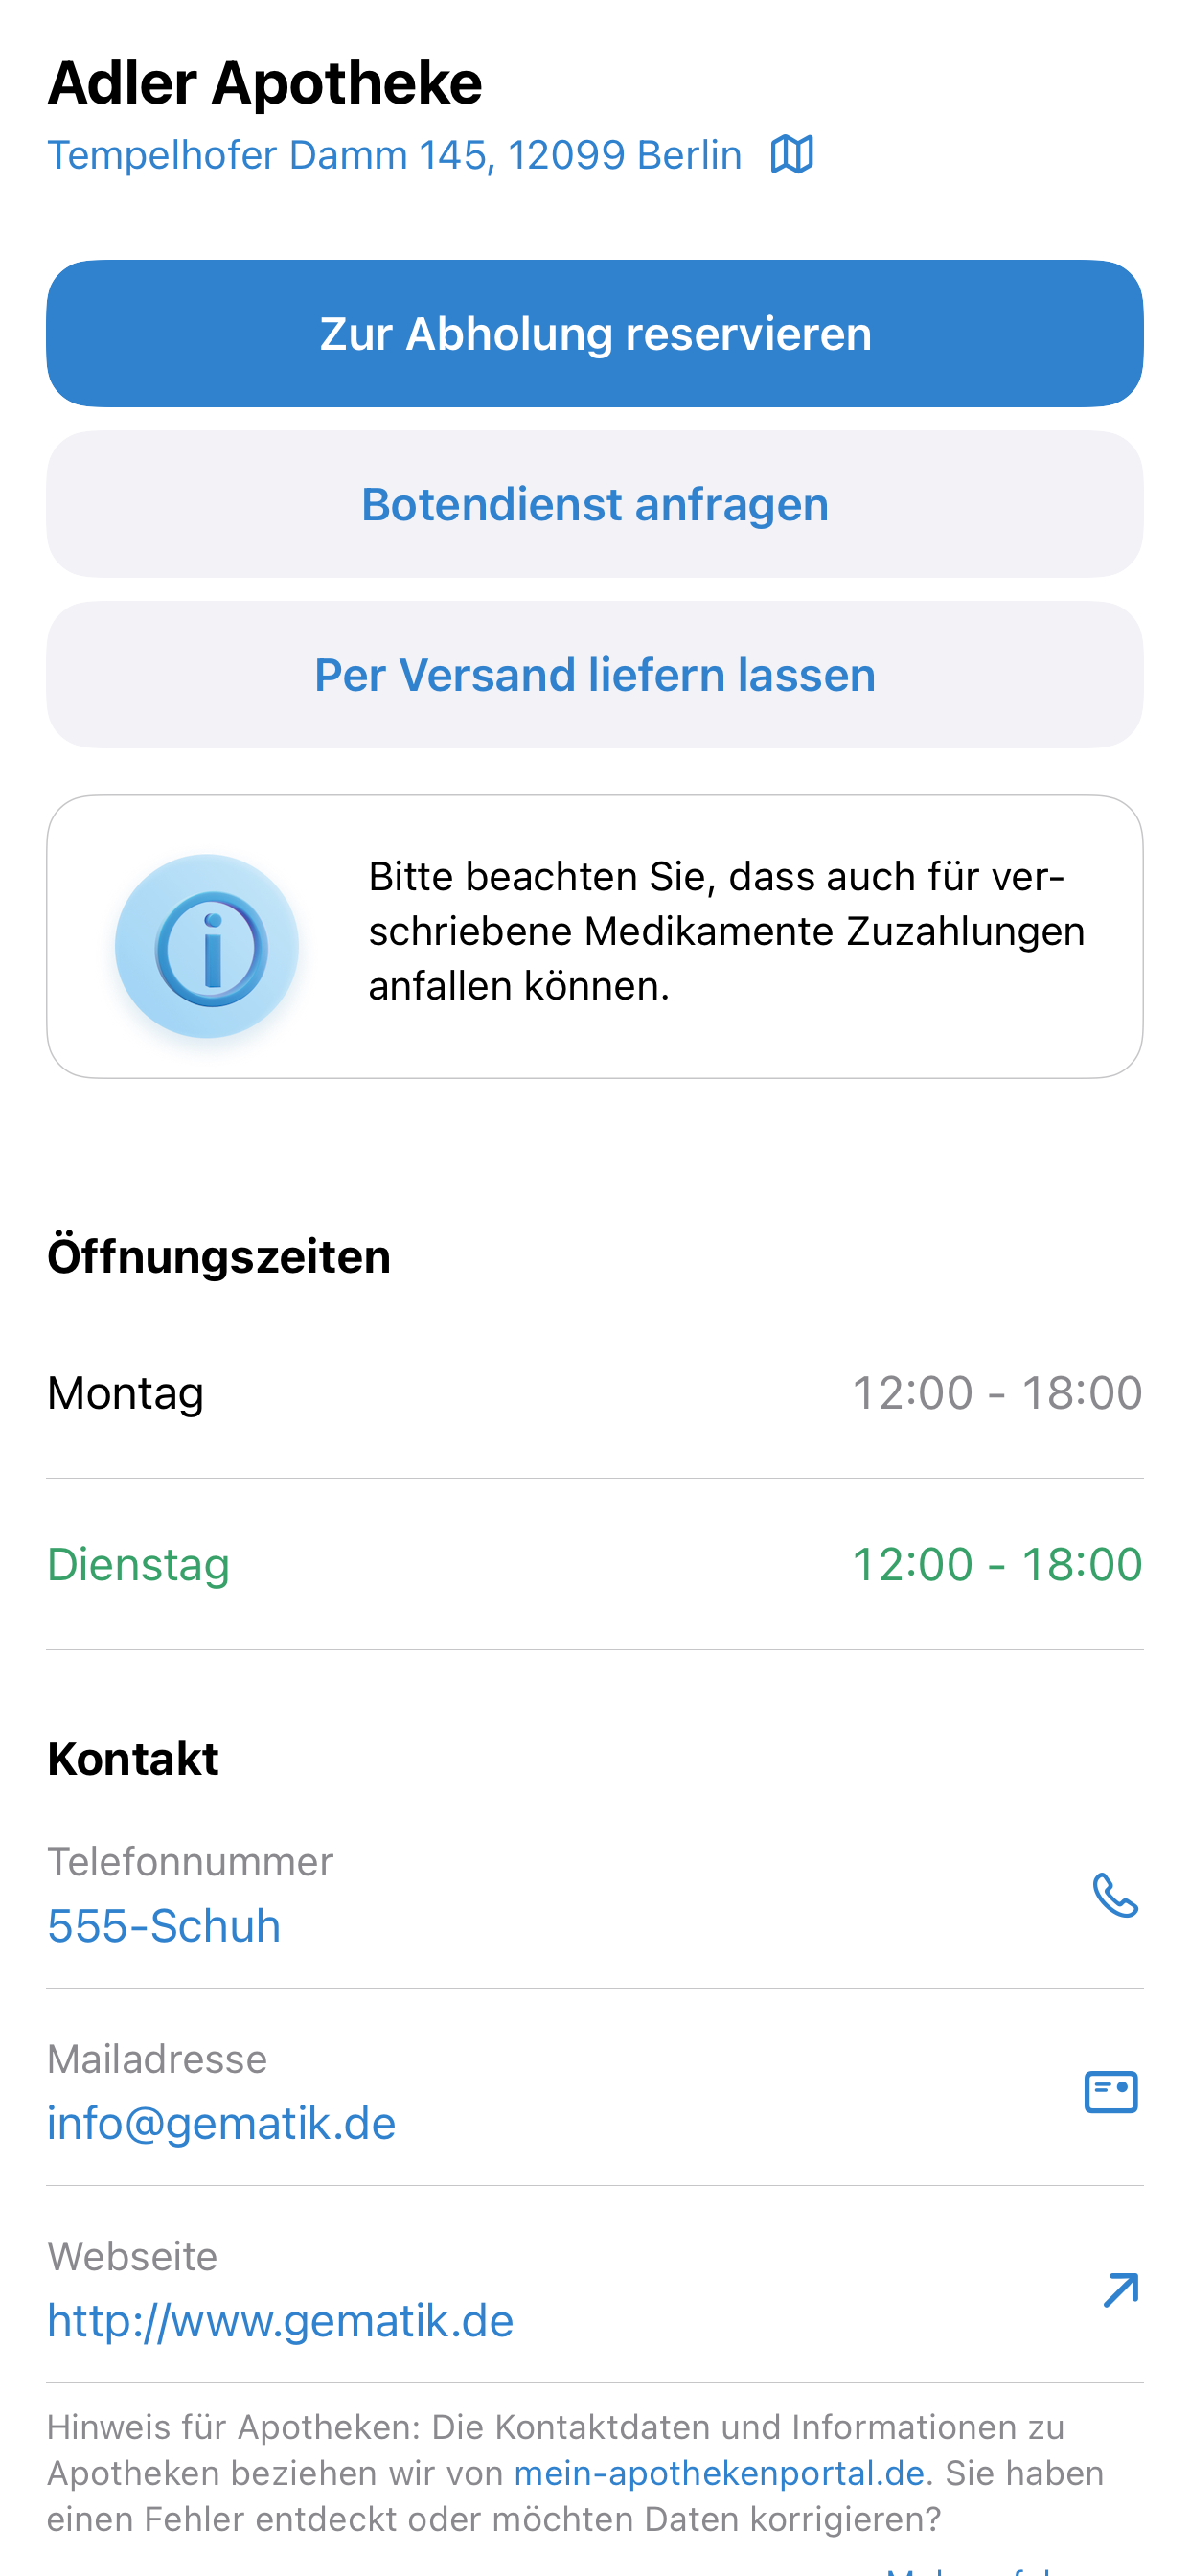 Adler Apotheke
Tempelhofer Damm 145, 12099 Berlin
Zur Abholung reservieren
Botendienst anfragen
Per Versand liefern lassen
Bitte beachten Sie, dass auch für ver-
schriebene Medikamente Zuzahlungen
anfallen können.
Öffnungszeiten
Montag 12:00 - 18:00
Dienstag 12:00 - 18:00
Kontakt
Telefonnummer
555-Schuh
Mailadresse
info@gematik.de
Webseite
http://www.gematik.de
Hinweis für Apotheken: Die Kontaktdaten und Informationen zu
Apotheken beziehen wir von mein-apothekenportal.de. Sie haben
einen Fehler entdeckt oder möchten Daten korrigieren?